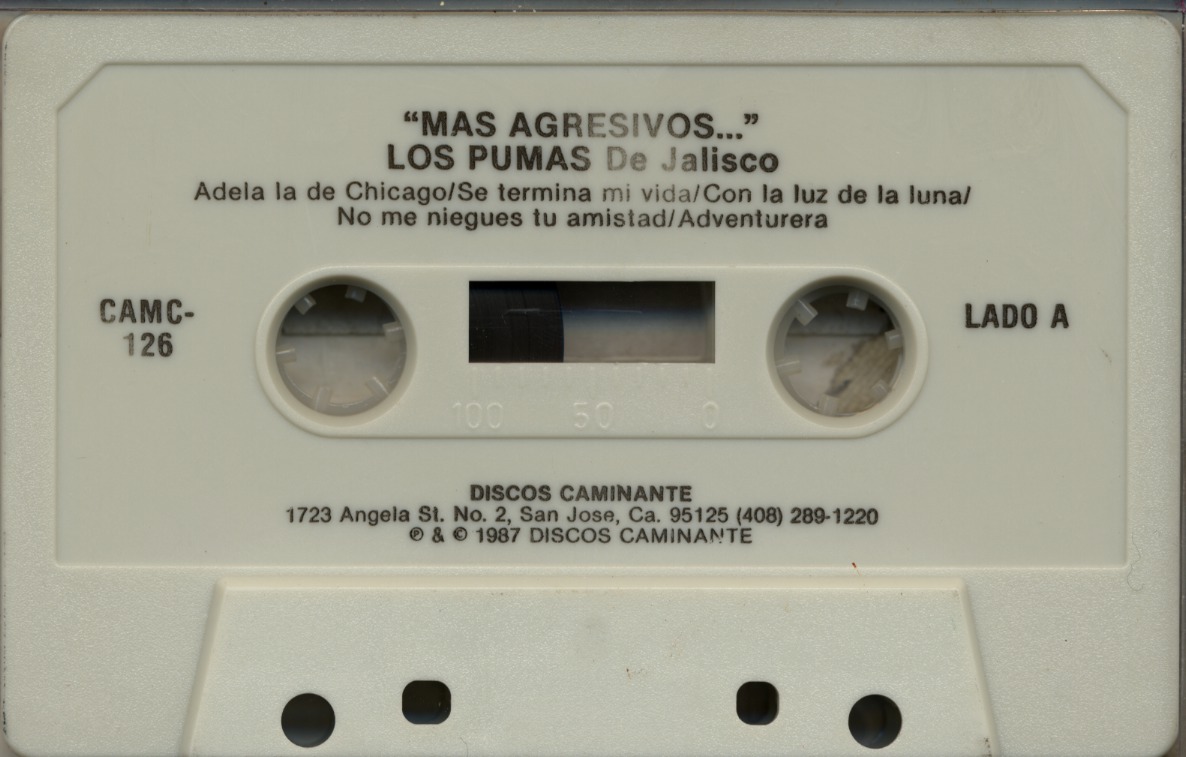 “MAS AGRESIVOS...”
LOS PUMAS De Jalisco
Adela la de Chicago/Se termina mi vida/Con la luz de la luna/
No me niegues tu amistad/Adventurera
CAMC-
126
LADO A
100 50 0
DISCOS CAMINANTE
1723 Angela St. No. 2, San Jose, Ca. 95125 (408) 289-1220
℗ & © 1987 DISCOS CAMINANTE